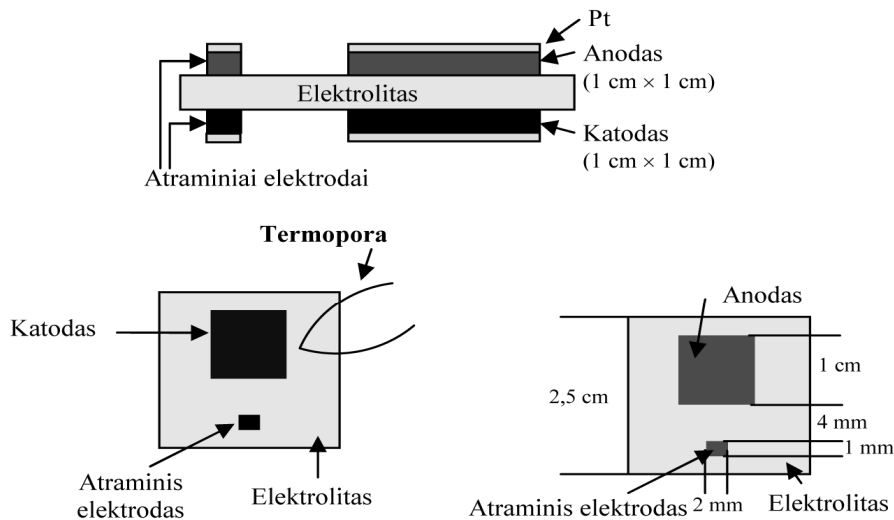 Pt
Anodas
(1 cm × 1 cm)
Elektrolitas
Katodas
(1 cm × 1 cm)
Atraminiai elektrodai
Termopora
Katodas
Atraminis
elektrodas
Elektrolitas
Anodas
1 cm
2,5 cm
4 mm
1 mm
Atraminis elektrodas
2 mm
Elektrolitas